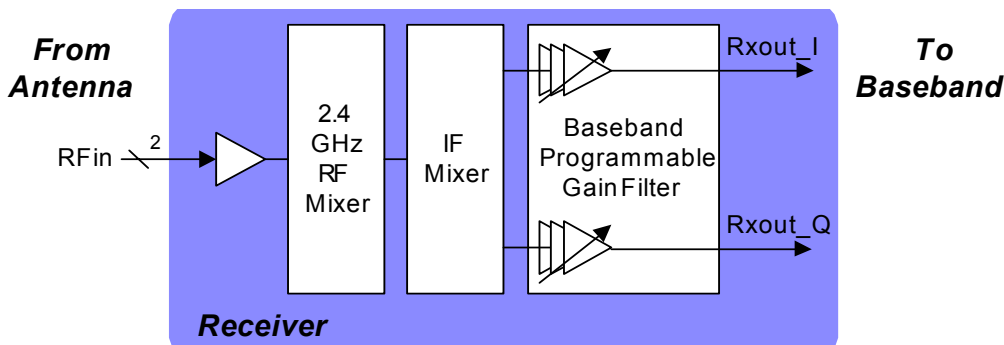 From
Antenna
RFin
2
2.4
GHz
RF
Mixer
IF
Mixer
Baseband
Programmable
Gain Filter
Rxout_I
Rxout_Q
To
Baseband
Receiver